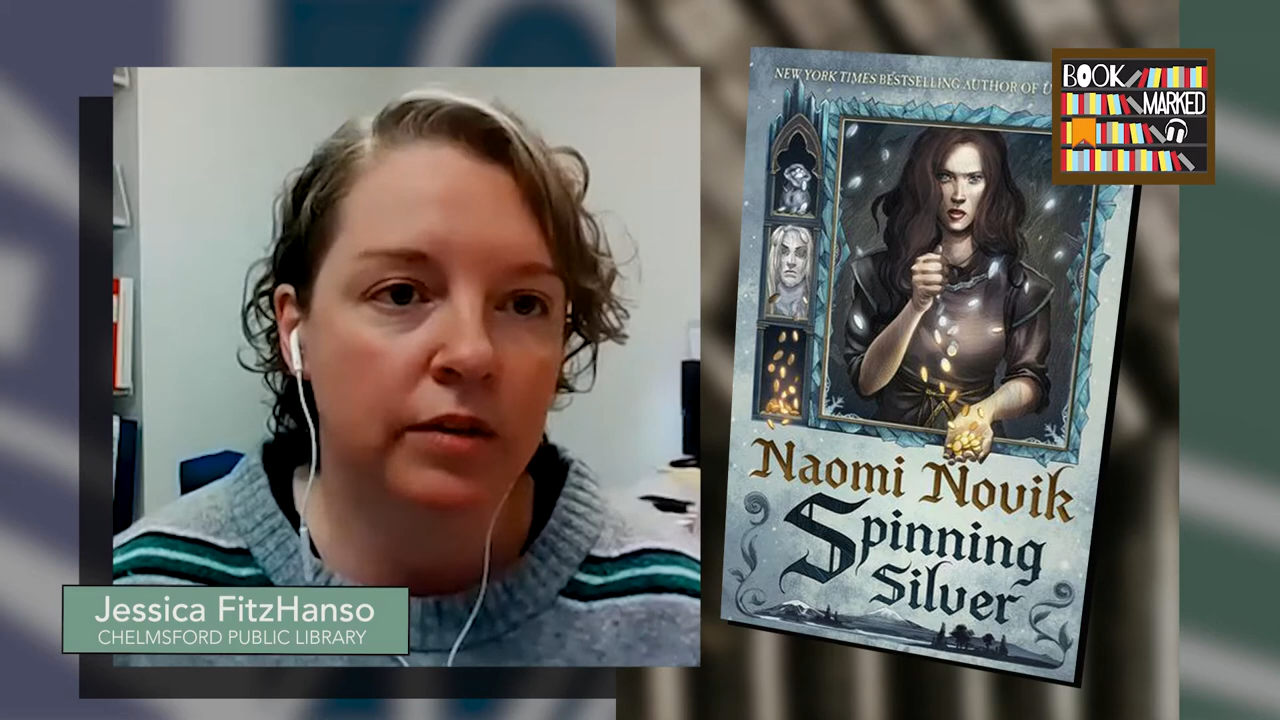 Jessica FitzHanso
CHELMSFORD PUBLIC LIBRARY
NEW YORK TIMES BESTSELLING AUTHOR OF
Naomi Novik
Spinning
Silver
BOOK
MARKED